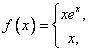 f(x) = { xe^x,
x,